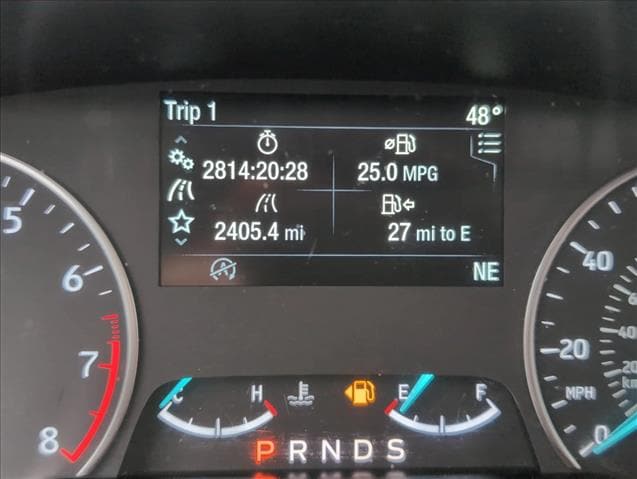 Trip 1 48°
2814:20:28 25.0 MPG
2405.4 mi 27 mi to E
A NE
5
6
7
8
40
20
MPH
0
C H E F
P R N D S